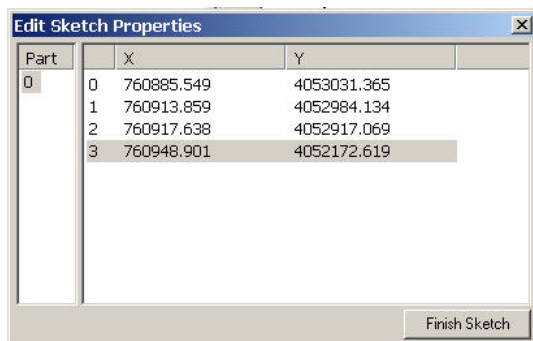 Edit Sketch Properties
Part X Y
0 0 760885.549 4053031.365
1 760913.859 4052984.134
2 760917.638 4052917.069
3 760948.901 4052172.619
Finish Sketch